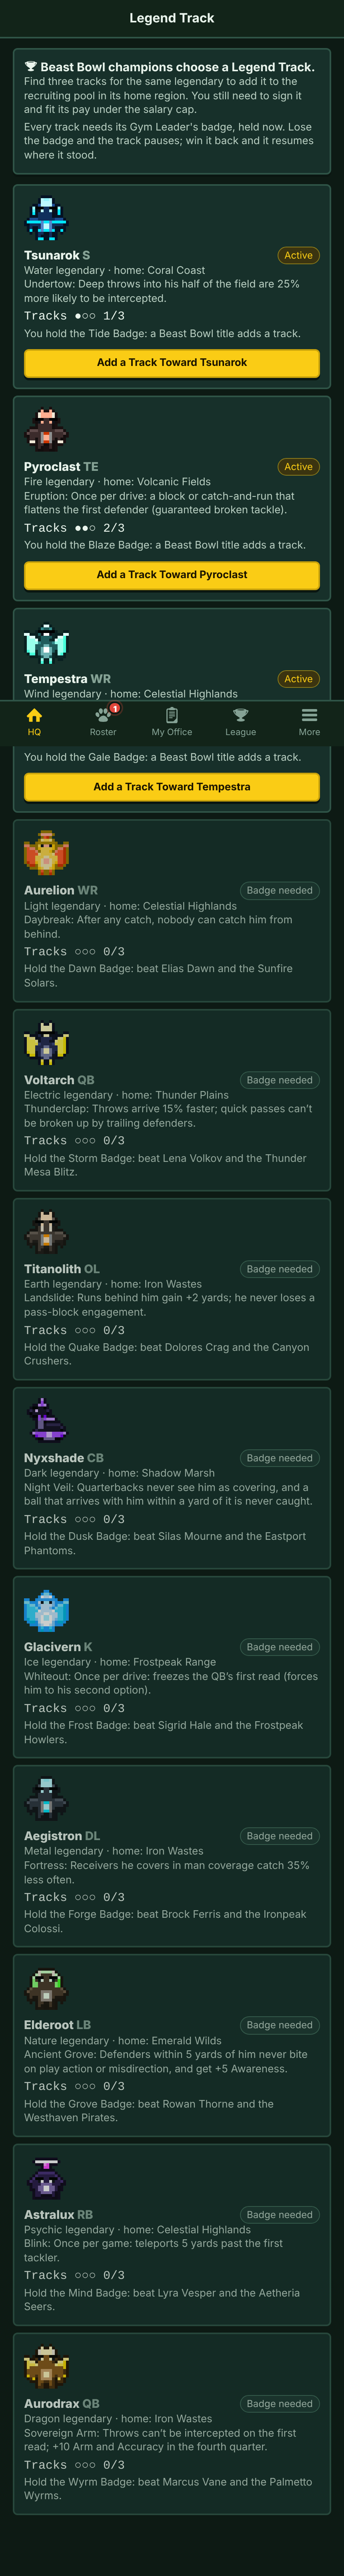 Legend Track
Beast Bowl champions choose a Legend Track.
Find three tracks for the same legendary to add it to the
recruiting pool in its home region. You still need to sign it
and fit its pay under the salary cap.
Every track needs its Gym Leader's badge, held now. Lose
the badge and the track pauses; win it back and it resumes
where it stood.
Tsunarok S
Active
Water legendary · home: Coral Coast
Undertow: Deep throws into his half of the field are 25%
more likely to be intercepted.
Tracks ●○○ 1/3
You hold the Tide Badge: a Beast Bowl title adds a track.
Add a Track Toward Tsunarok
Pyroclast TE
Active
Fire legendary · home: Volcanic Fields
Eruption: Once per drive: a block or catch-and-run that
flattens the first defender (guaranteed broken tackle).
Tracks ●●○ 2/3
You hold the Blaze Badge: a Beast Bowl title adds a track.
Add a Track Toward Pyroclast
Tempestra WR
Active
Wind legendary · home: Celestial Highlands
1
HQ
Roster
My Office
League
More
You hold the Gale Badge: a Beast Bowl title adds a track.
Add a Track Toward Tempestra
Aurelion WR
Badge needed
Light legendary · home: Celestial Highlands
Daybreak: After any catch, nobody can catch him from
behind.
Tracks ○○○ 0/3
Hold the Dawn Badge: beat Elias Dawn and the Sunfire
Solars.
Voltarch QB
Badge needed
Electric legendary · home: Thunder Plains
Thunderclap: Throws arrive 15% faster; quick passes can't
be broken up by trailing defenders.
Tracks ○○○ 0/3
Hold the Storm Badge: beat Lena Volkov and the Thunder
Mesa Blitz.
Titanolith OL
Badge needed
Earth legendary · home: Iron Wastes
Landslide: Runs behind him gain +2 yards; he never loses a
pass-block engagement.
Tracks ○○○ 0/3
Hold the Quake Badge: beat Dolores Crag and the Canyon
Crushers.
Nyxshade CB
Badge needed
Dark legendary · home: Shadow Marsh
Night Veil: Quarterbacks never see him as covering, and a
ball that arrives with him within a yard of it is never caught.
Tracks ○○○ 0/3
Hold the Dusk Badge: beat Silas Mourne and the Eastport
Phantoms.
Glacivern K
Badge needed
Ice legendary · home: Frostpeak Range
Whiteout: Once per drive: freezes the QB's first read (forces
him to his second option).
Tracks ○○○ 0/3
Hold the Frost Badge: beat Sigrid Hale and the Frostpeak
Howlers.
Aegistron DL
Badge needed
Metal legendary · home: Iron Wastes
Fortress: Receivers he covers in man coverage catch 35%
less often.
Tracks ○○○ 0/3
Hold the Forge Badge: beat Brock Ferris and the Ironpeak
Colossi.
Elderoot LB
Badge needed
Nature legendary · home: Emerald Wilds
Ancient Grove: Defenders within 5 yards of him never bite
on play action or misdirection, and get +5 Awareness.
Tracks ○○○ 0/3
Hold the Grove Badge: beat Rowan Thorne and the
Westhaven Pirates.
Astralux RB
Badge needed
Psychic legendary · home: Celestial Highlands
Blink: Once per game: teleports 5 yards past the first
tackler.
Tracks ○○○ 0/3
Hold the Mind Badge: beat Lyra Vesper and the Aetheria
Seers.
Aurodrax QB
Badge needed
Dragon legendary · home: Iron Wastes
Sovereign Arm: Throws can't be intercepted on the first
read; +10 Arm and Accuracy in the fourth quarter.
Tracks ○○○ 0/3
Hold the Wyrm Badge: beat Marcus Vane and the Palmetto
Wyrms.